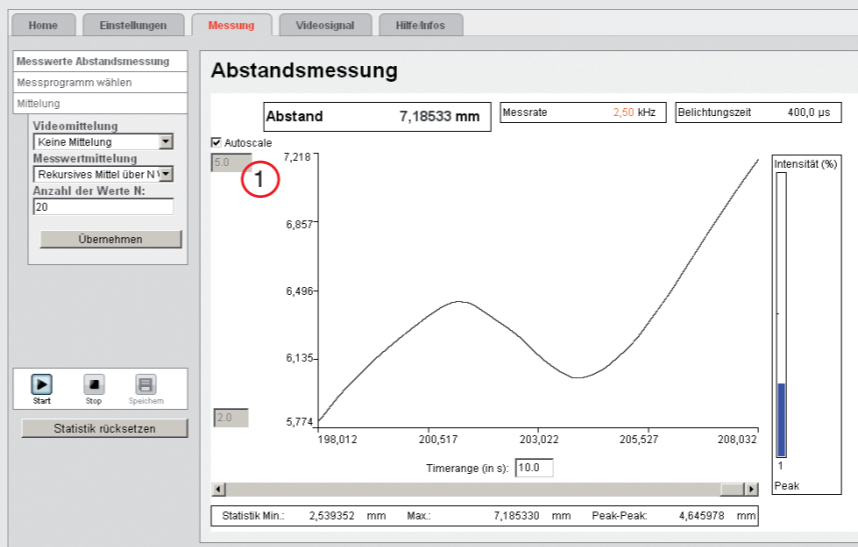 Home Einstellungen Messung Videosignal Hilfe/Infos
Messwerte Abstandsmessung
Messprogramm wählen
Mittelung
Videomittelung
Keine Mittelung
Messwertmittelung
Rekursives Mittel über N
Anzahl der Werte N:
20
Übernehmen
Start Stop Speichern
Statistik rücksetzen
Abstandsmessung
Abstand 7,18533 mm
Messrate 2,50 kHz
Belichtungszeit 400,0 µs
Autoscale
5.0
1
2.0
7,218
6,857
6,496
6,135
5,774
198,012 200,517 203,022 205,527 208,032
Timerange (in s): 10.0
Intensität (%)
1
Peak
Statistik Min.: 2,539352 mm Max.: 7,185330 mm Peak-Peak: 4,645978 mm